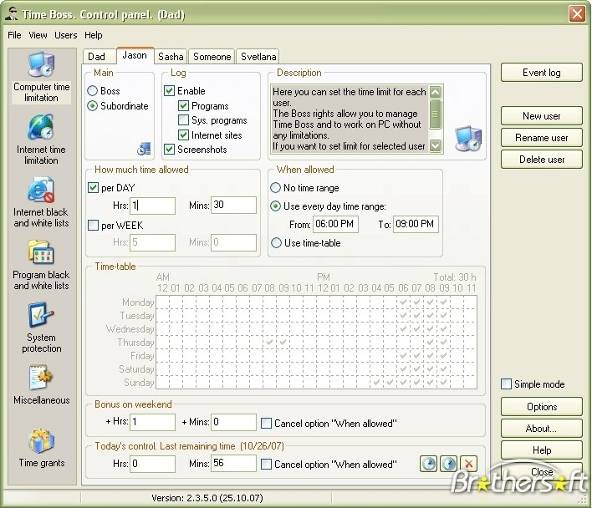 Time Boss. Control panel. (Dad)
File View Users Help
Computer time limitation
Internet time limitation
Internet black and white lists
Program black and white lists
System protection
Miscellaneous
Time grants
Dad Jason Sasha Someone Svetlana
Main
Boss
Subordinate
Log
Enable
Programs
Sys. programs
Internet sites
Screenshots
Description
Here you can set the time limit for each
user.
The Boss rights allow you to manage
Time Boss and to work on PC without
any limitations.
If you want to set limit for selected user
How much time allowed
per DAY
Hrs: 1 Mins: 30
per WEEK
Hrs: 5 Mins: 0
When allowed
No time range
Use every day time range:
From: 06:00 PM To: 09:00 PM
Use time-table
Time-table
AM PM Total: 30 h
12 01 02 03 04 05 06 07 08 09 10 11 12 01 02 03 04 05 06 07 08 09 10 11
Monday
Tuesday
Wednesday
Thursday
Friday
Saturday
Sunday
Bonus on weekend
+ Hrs: 1 + Mins: 0 Cancel option "When allowed"
Today's control. Last remaining time (10/26/07)
Hrs: 0 Mins: 56 Cancel option "When allowed"
Event log
New user
Rename user
Delete user
Simple mode
Options
About...
Help
Close
Version: 2.3.5.0 (25.10.07)
Brothersoft